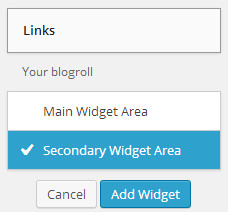 Links
Your blogroll
Main Widget Area
Secondary Widget Area
Cancel
Add Widget